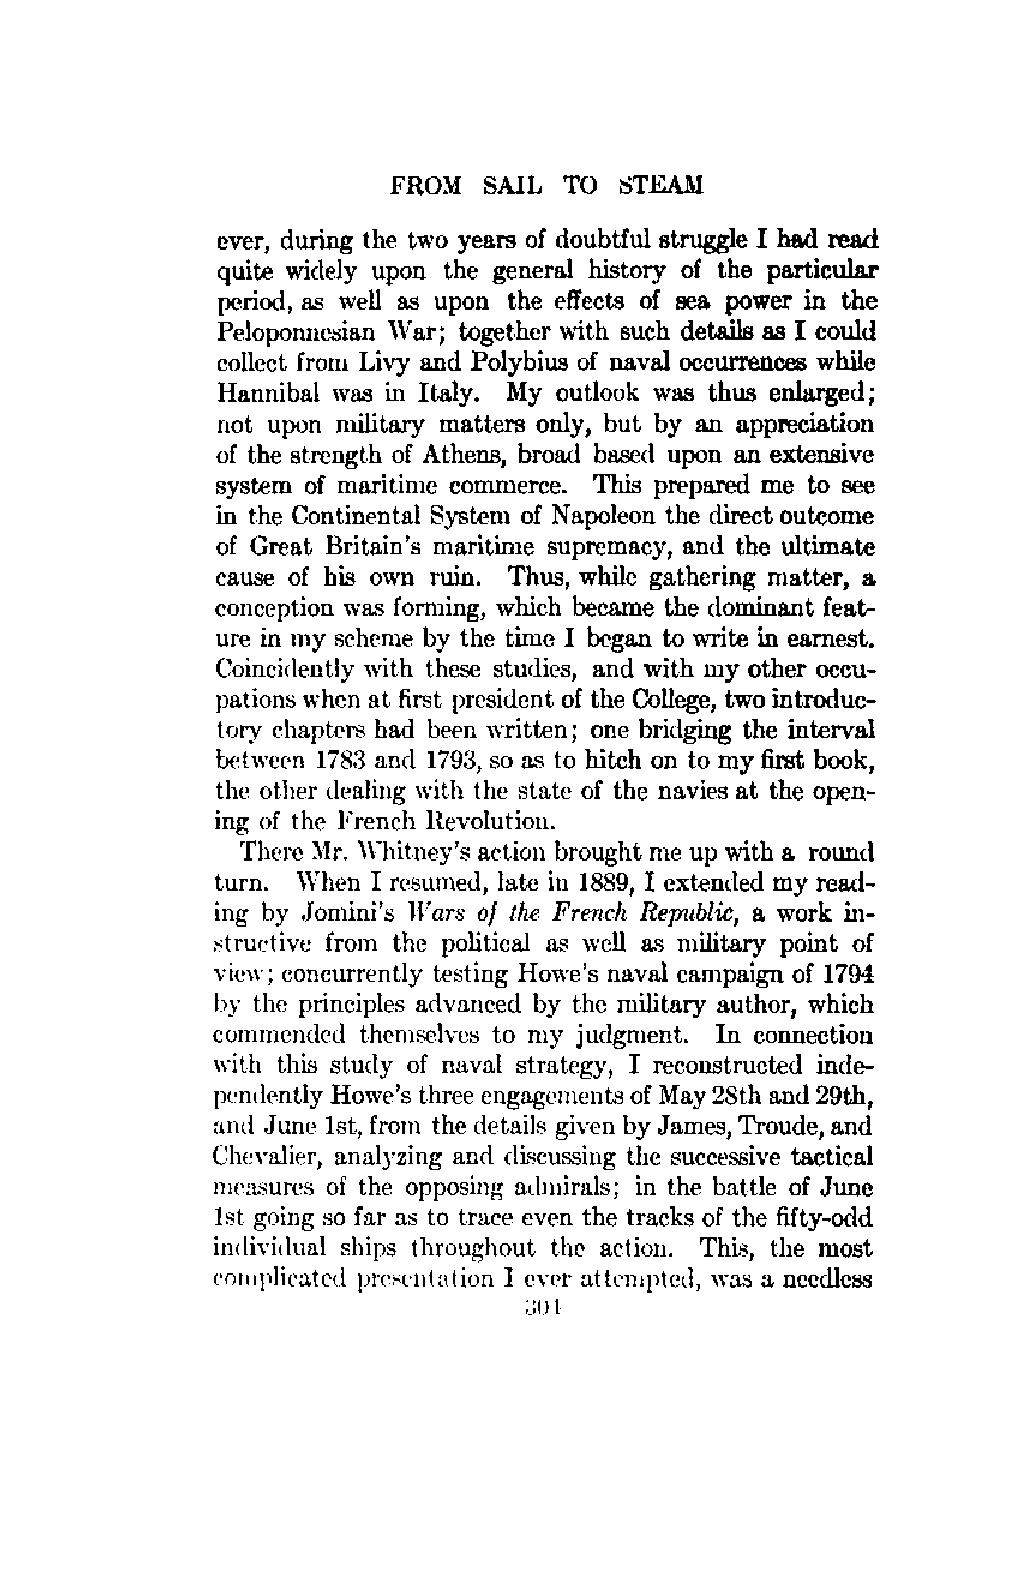 FROM SAIL TO STEAM
ever, during the two years of doubtful struggle I had read
quite widely upon the general history of the particular
period, as well as upon the effects of sea power in the
Peloponnesian War; together with such details as I could
collect from Livy and Polybius of naval occurrences while
Hannibal was in Italy. My outlook was thus enlarged;
not upon military matters only, but by an appreciation
of the strength of Athens, broad based upon an extensive
system of maritime commerce. This prepared me to see
in the Continental System of Napoleon the direct outcome
of Great Britain's maritime supremacy, and the ultimate
cause of his own ruin. Thus, while gathering matter, a
conception was forming, which became the dominant feat-
ure in my scheme by the time I began to write in earnest.
Coincidently with these studies, and with my other occu-
pations when at first president of the College, two introduc-
tory chapters had been written; one bridging the interval
between 1783 and 1793, so as to hitch on to my first book,
the other dealing with the state of the navies at the open-
ing of the French Revolution.
There Mr. Whitney's action brought me up with a round
turn. When I resumed, late in 1889, I extended my read-
ing by Jomini's Wars of the French Republic, a work in-
structive from the political as well as military point of
view; concurrently testing Howe's naval campaign of 1794
by the principles advanced by the military author, which
commended themselves to my judgment. In connection
with this study of naval strategy, I reconstructed inde-
pendently Howe's three engagements of May 28th and 29th,
and June 1st, from the details given by James, Troude, and
Chevalier, analyzing and discussing the successive tactical
measures of the opposing admirals; in the battle of June
1st going so far as to trace even the tracks of the fifty-odd
individual ships throughout the action. This, the most
complicated presentation I ever attempted, was a needless
304